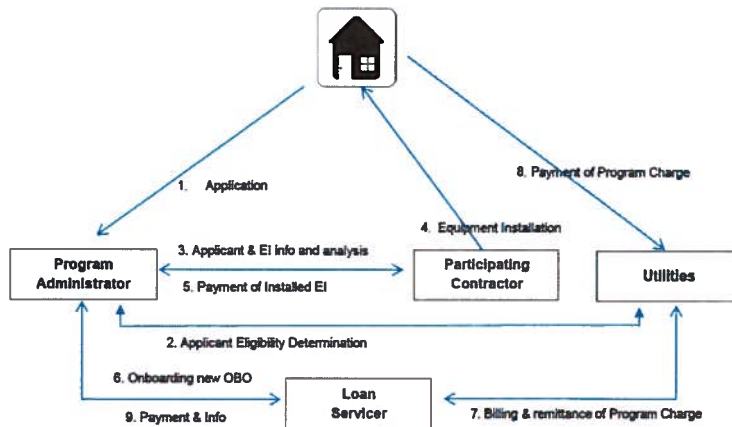 8. Payment of Program Charge
1. Application
4. Equipment Installation
3. Applicant & EI info and analysis
Program
Administrator
Participating
Contractor
Utilities
5. Payment of Installed EI
2. Applicant Eligibility Determination
6. Onboarding new OBO
Loan
Servicer
9. Payment & Info
7. Billing & remittance of Program Charge